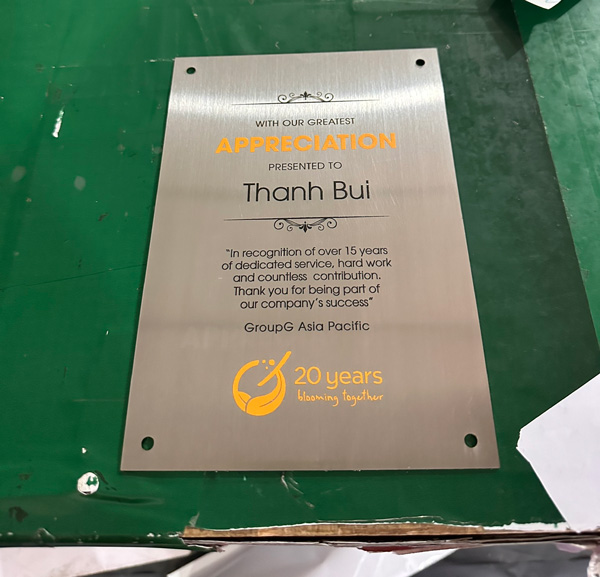 WITH OUR GREATEST
APPRECIATION
PRESENTED TO
Thanh Bui
"In recognition of over 15 years
of dedicated service, hard work
and countless contribution.
Thank you for being part of
our company's success"
GroupG Asia Pacific
20 years
blooming together